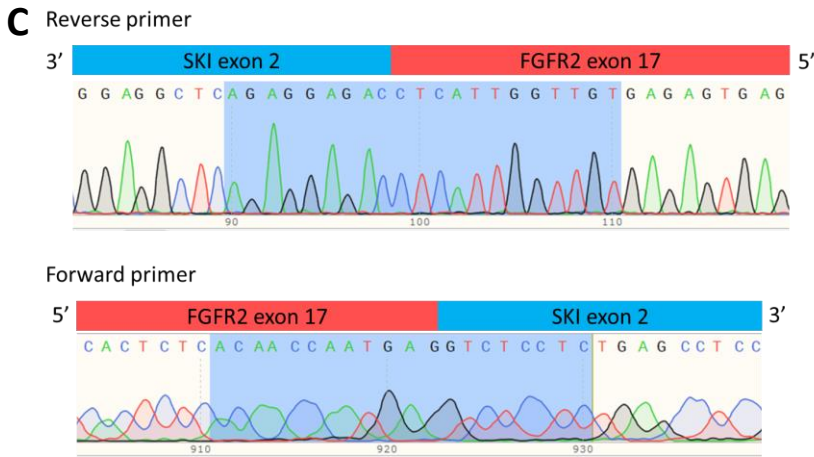 C
Reverse primer
3’ SKI exon 2 FGFR2 exon 17 5’
G G A G G C T C A G A G G A G A C C T C A T T G G T T G T G A G A G T G A G
90 100 110
Forward primer
5’ FGFR2 exon 17 SKI exon 2 3’
C A C T C T C A C A A C C A A T G A G G T C T C C T C T G A G C C T C C
910 920 930